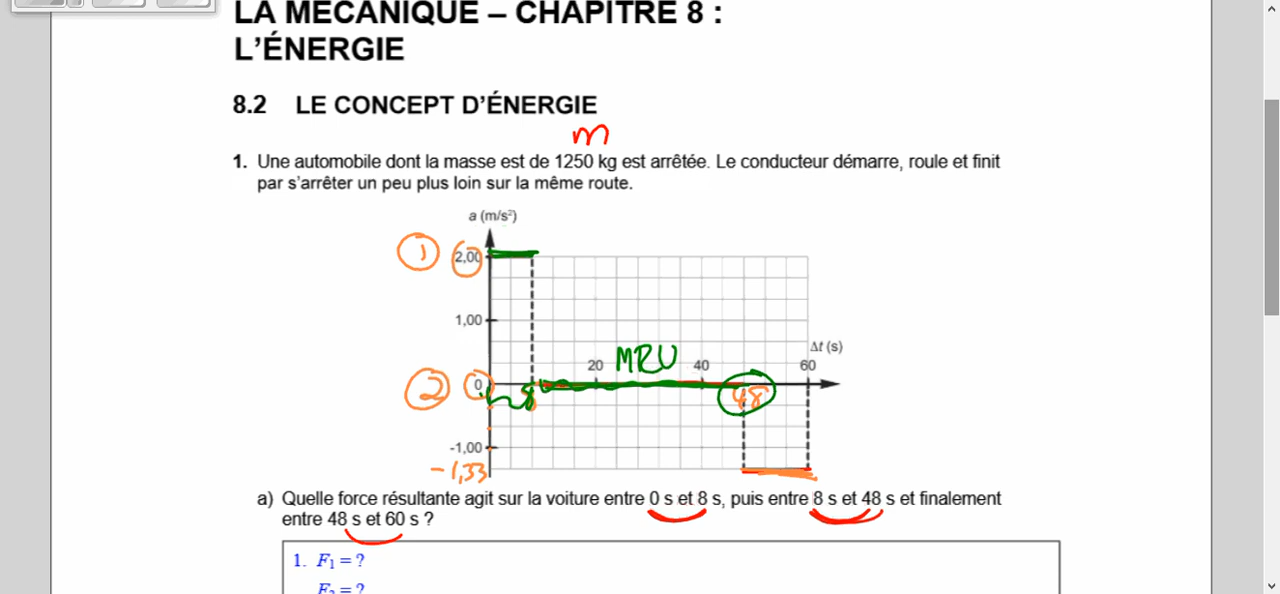 LA MÉCANIQUE – CHAPITRE 8 :
L'ÉNERGIE
8.2 LE CONCEPT D'ÉNERGIE
m
1. Une automobile dont la masse est de 1250 kg est arrêtée. Le conducteur démarre, roule et finit
par s'arrêter un peu plus loin sur la même route.
a (m/s²)
1 2,00
1,00
MRU Δt (s)
20 40 60
2 0 8 48
-1,00
-1,33
a) Quelle force résultante agit sur la voiture entre 0 s et 8 s, puis entre 8 s et 48 s et finalement
entre 48 s et 60 s ?
1. F1 = ?
F2 = ?